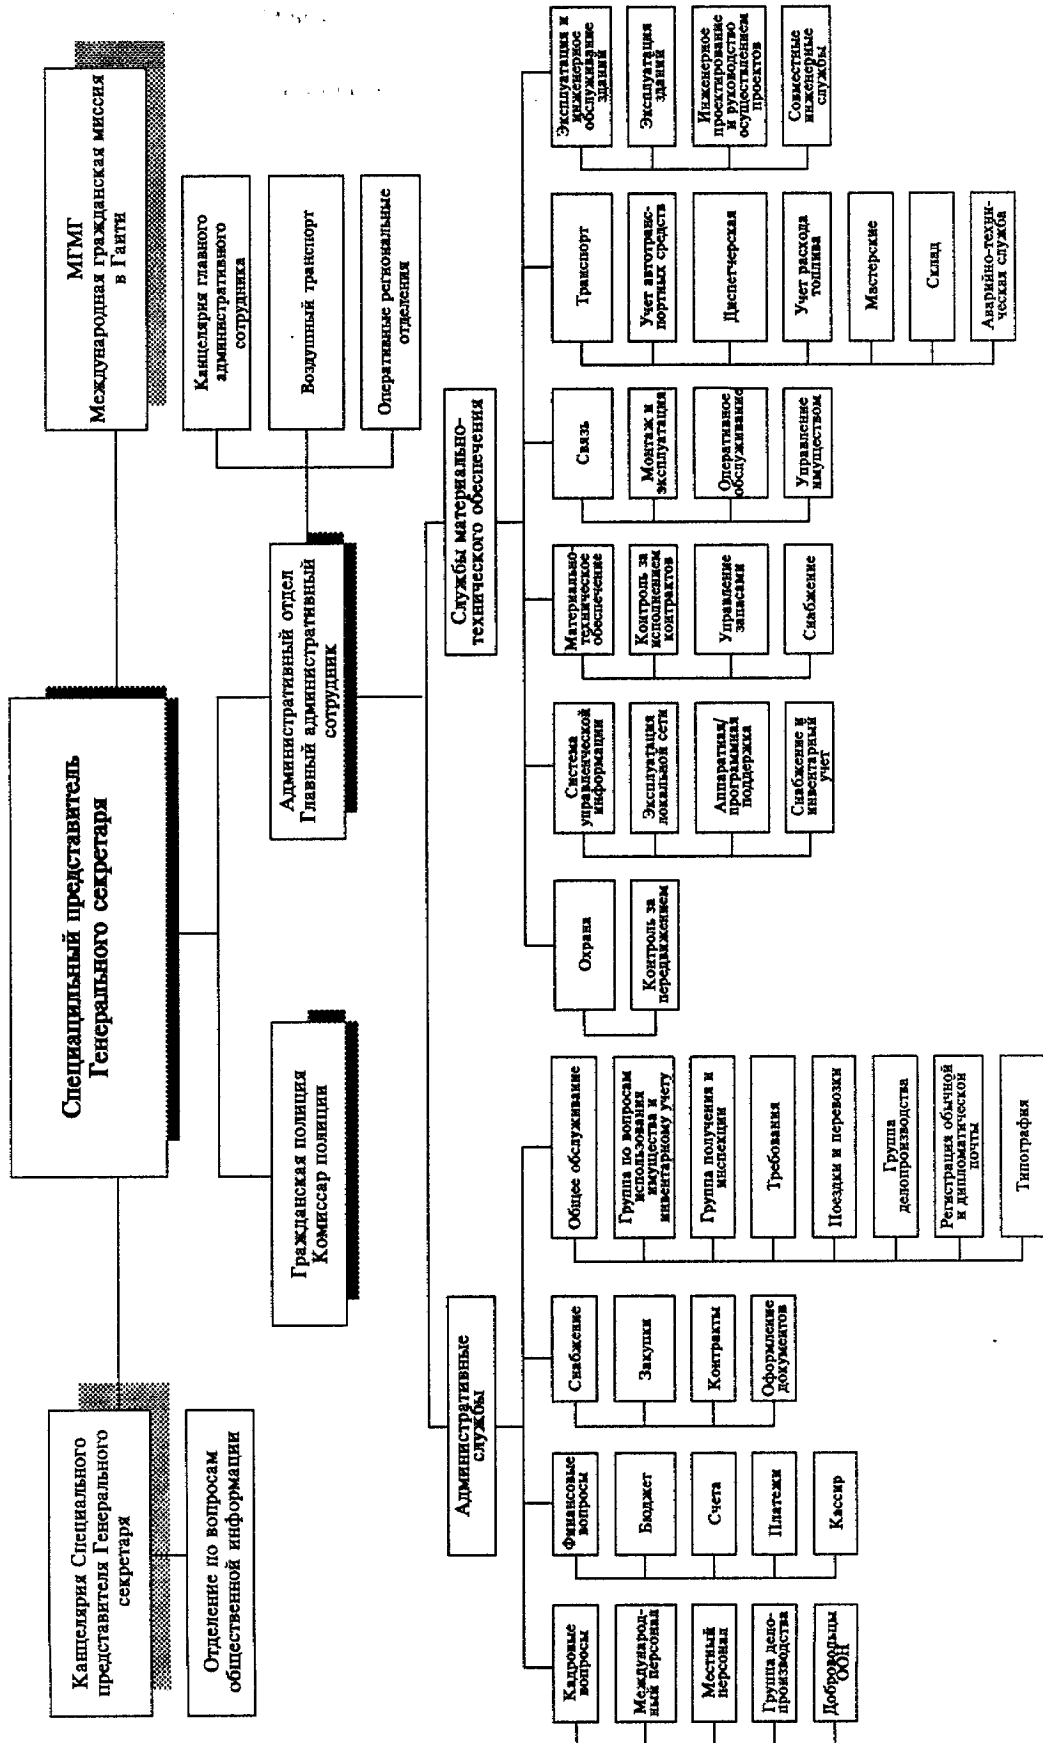 Специацильный представитель
Генерального секретаря
Канцелярия Специального
представителя Генерального
секретаря
МГМГ
Международная гражданская миссия
в Гаити
Отделение по вопросам
общественной информации
Гражданская полиция
Комиссар полиции
Административный отдел
Главный административный
сотрудник
Канцелярия главного
административного
сотрудника
Воздушный транспорт
Оперативные региональные
отделения
Административные
службы
Службы материально-
технического обеспечения
Кадровые
вопросы
Международ-
ный персонал
Местный
персонал
Группа дело-
производства
Добровольцы
ООН
Финансовые
вопросы
Бюджет
Счета
Платежи
Кассир
Снабжение
Закупки
Контракты
Оформление
документов
Общее обслуживание
Группа по вопросам
использования
имущества и
инвентарному учету
Группа получения и
инспекции
Требования
Поездки и перевозки
Группа
делопроизводства
Регистрация обычной
и дипломатической
почты
Типография
Охрана
Контроль за
передвижением
Система
управленческой
информации
Эксплуатация
локальной сети
Аппаратная/
программная
поддержка
Снабжение и
инвентарный
учет
Материально-
техническое
обеспечение
Контроль за
исполнением
контрактов
Управление
запасами
Снабжение
Связь
Монтаж и
эксплуатация
Оперативное
обслуживание
Управление
имуществом
Транспорт
Учет автотранс-
портных средств
Диспетчерская
Учет расхода
топлива
Мастерские
Склад
Аварийно-техни-
ческая служба
Эксплуатация и
инженерное
обслуживание
зданий
Эксплуатация
зданий
Инженерное
проектирование
и руководство
осуществлением
проектов
Совместные
инженерные
службы